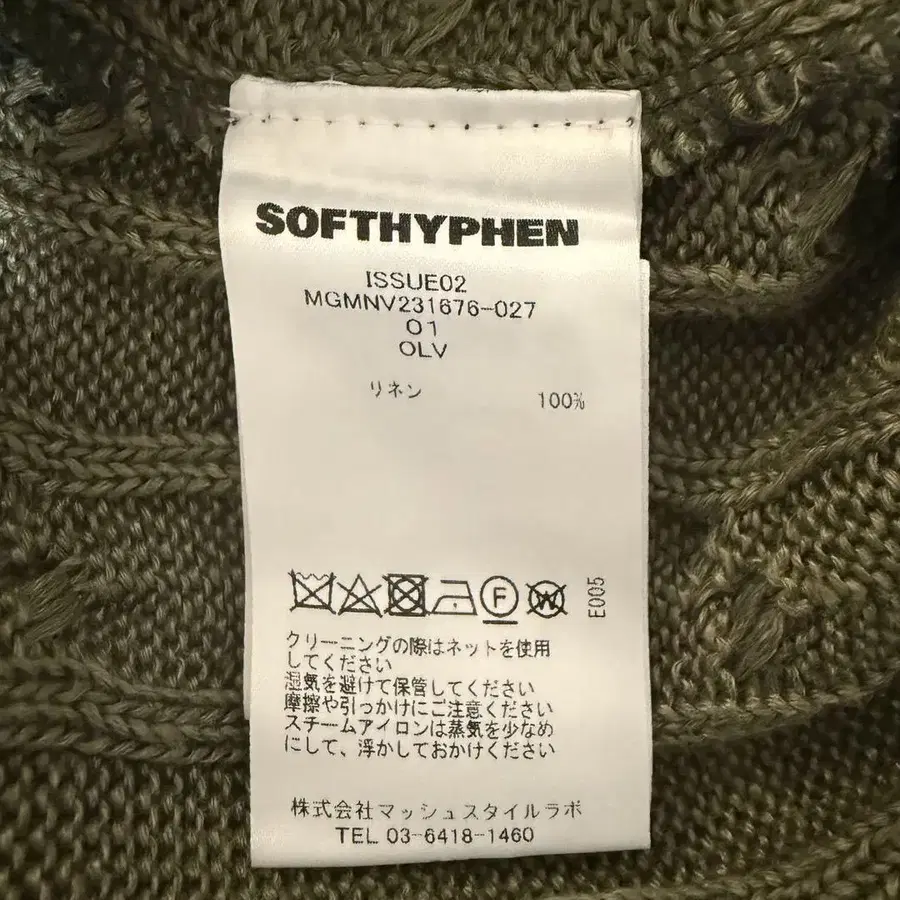 SOFTHYPHEN
ISSUE02
MGMNV231676-027
01
OLV
リネン 100%
F
W
E005
クリーニングの際はネットを使用
してください
湿気を避けて保管してください
摩擦や引っかけにご注意ください
スチームアイロンは蒸気を少なめ
にして、浮かしておかけください
株式会社マッシュスタイルラボ
TEL 03-6418-1460